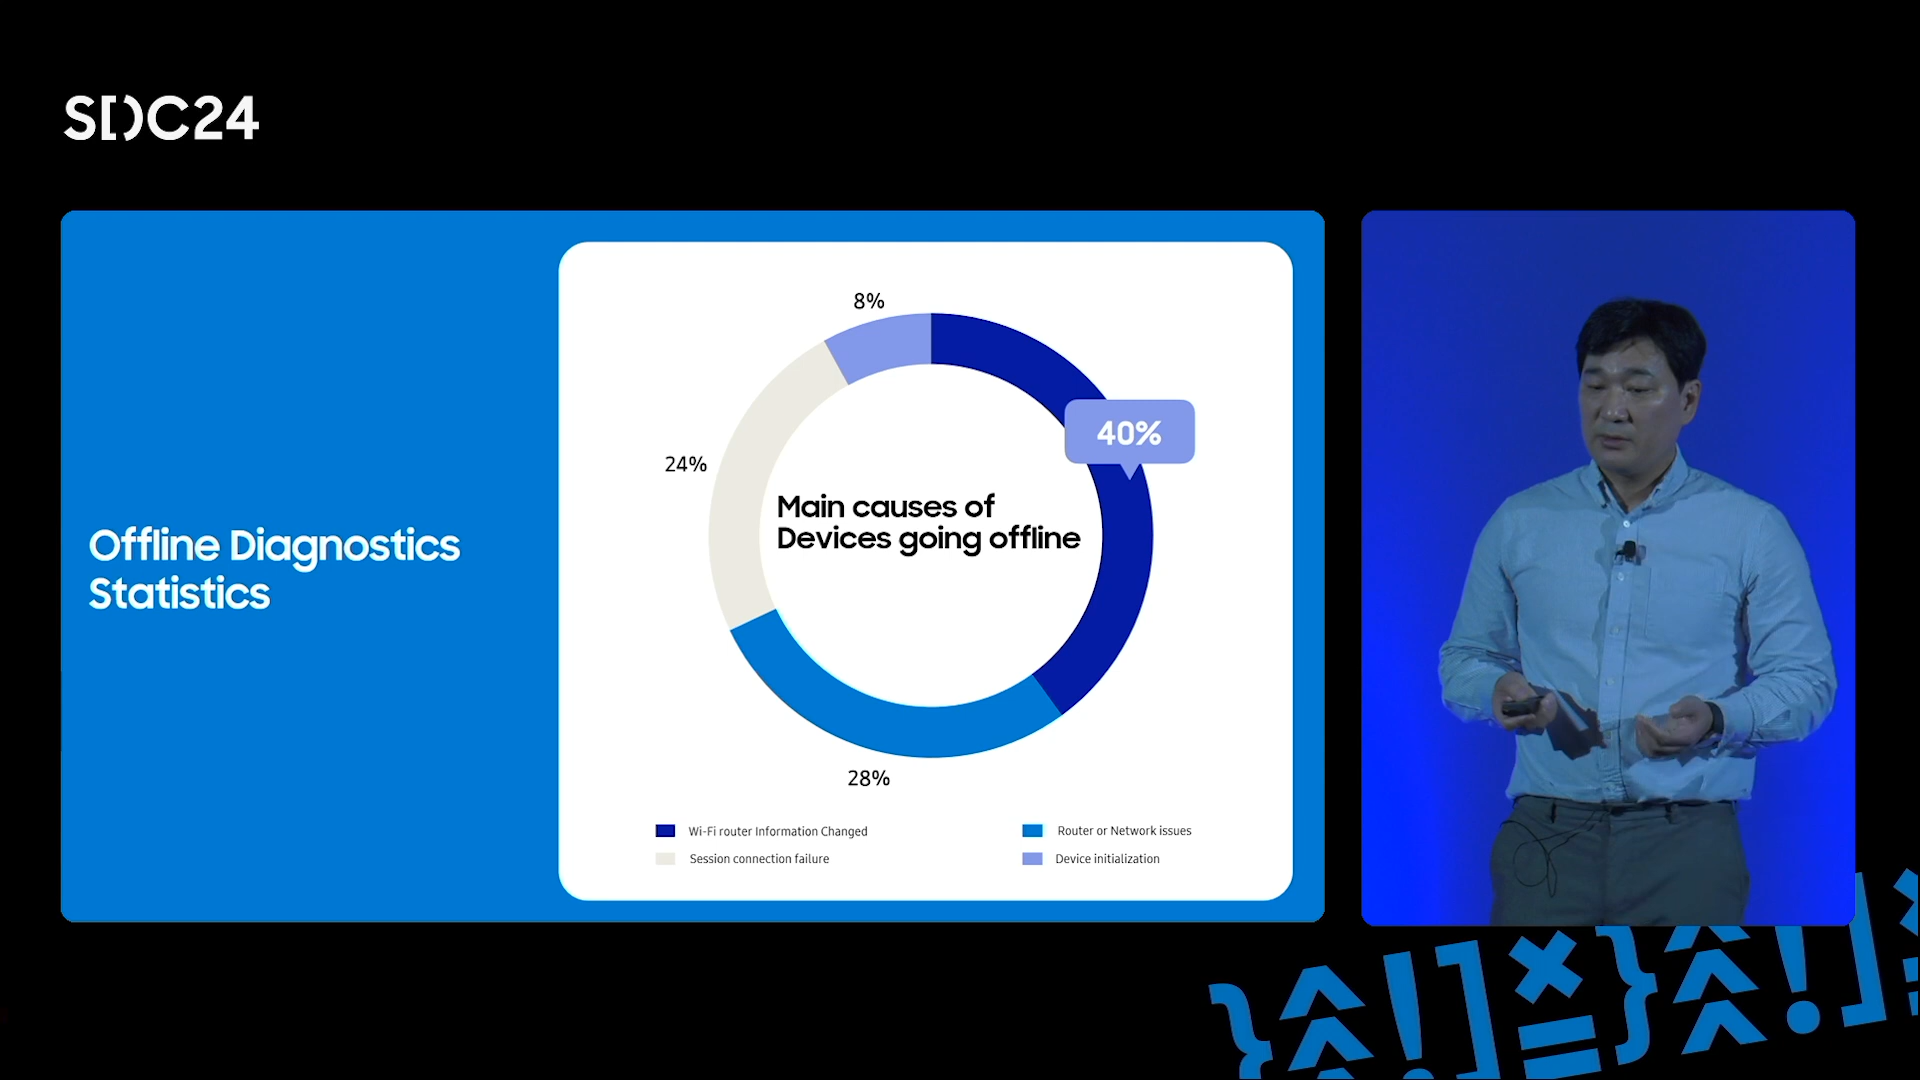 SDC24
Offline Diagnostics
Statistics
8%
40%
24%
Main causes of
Devices going offline
28%
Wi-Fi router Information Changed
Router or Network issues
Session connection failure
Device initialization